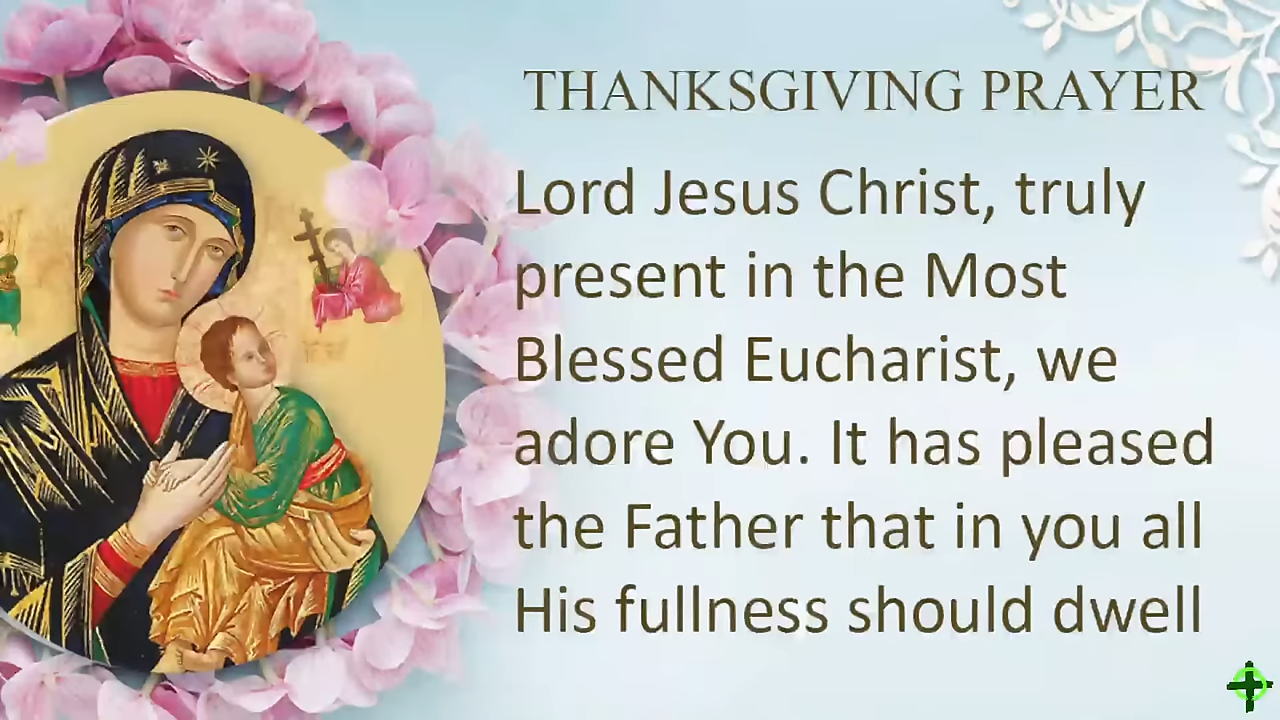 THANKSGIVING PRAYER
Lord Jesus Christ, truly
present in the Most
Blessed Eucharist, we
adore You. It has pleased
the Father that in you all
His fullness should dwell